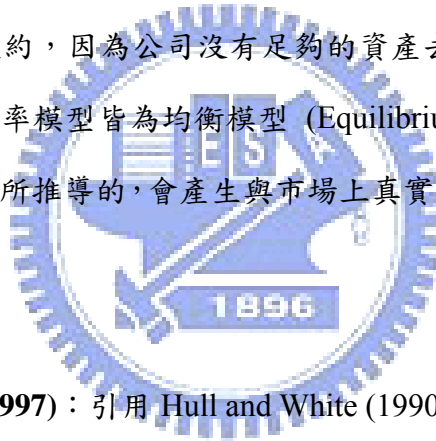 約，因為公司沒有足夠的資產
率模型皆為均衡模型 (Equilibriu
所推導的，會產生與市場上真實
E S A
1896
997)：引用 Hull and White (1990